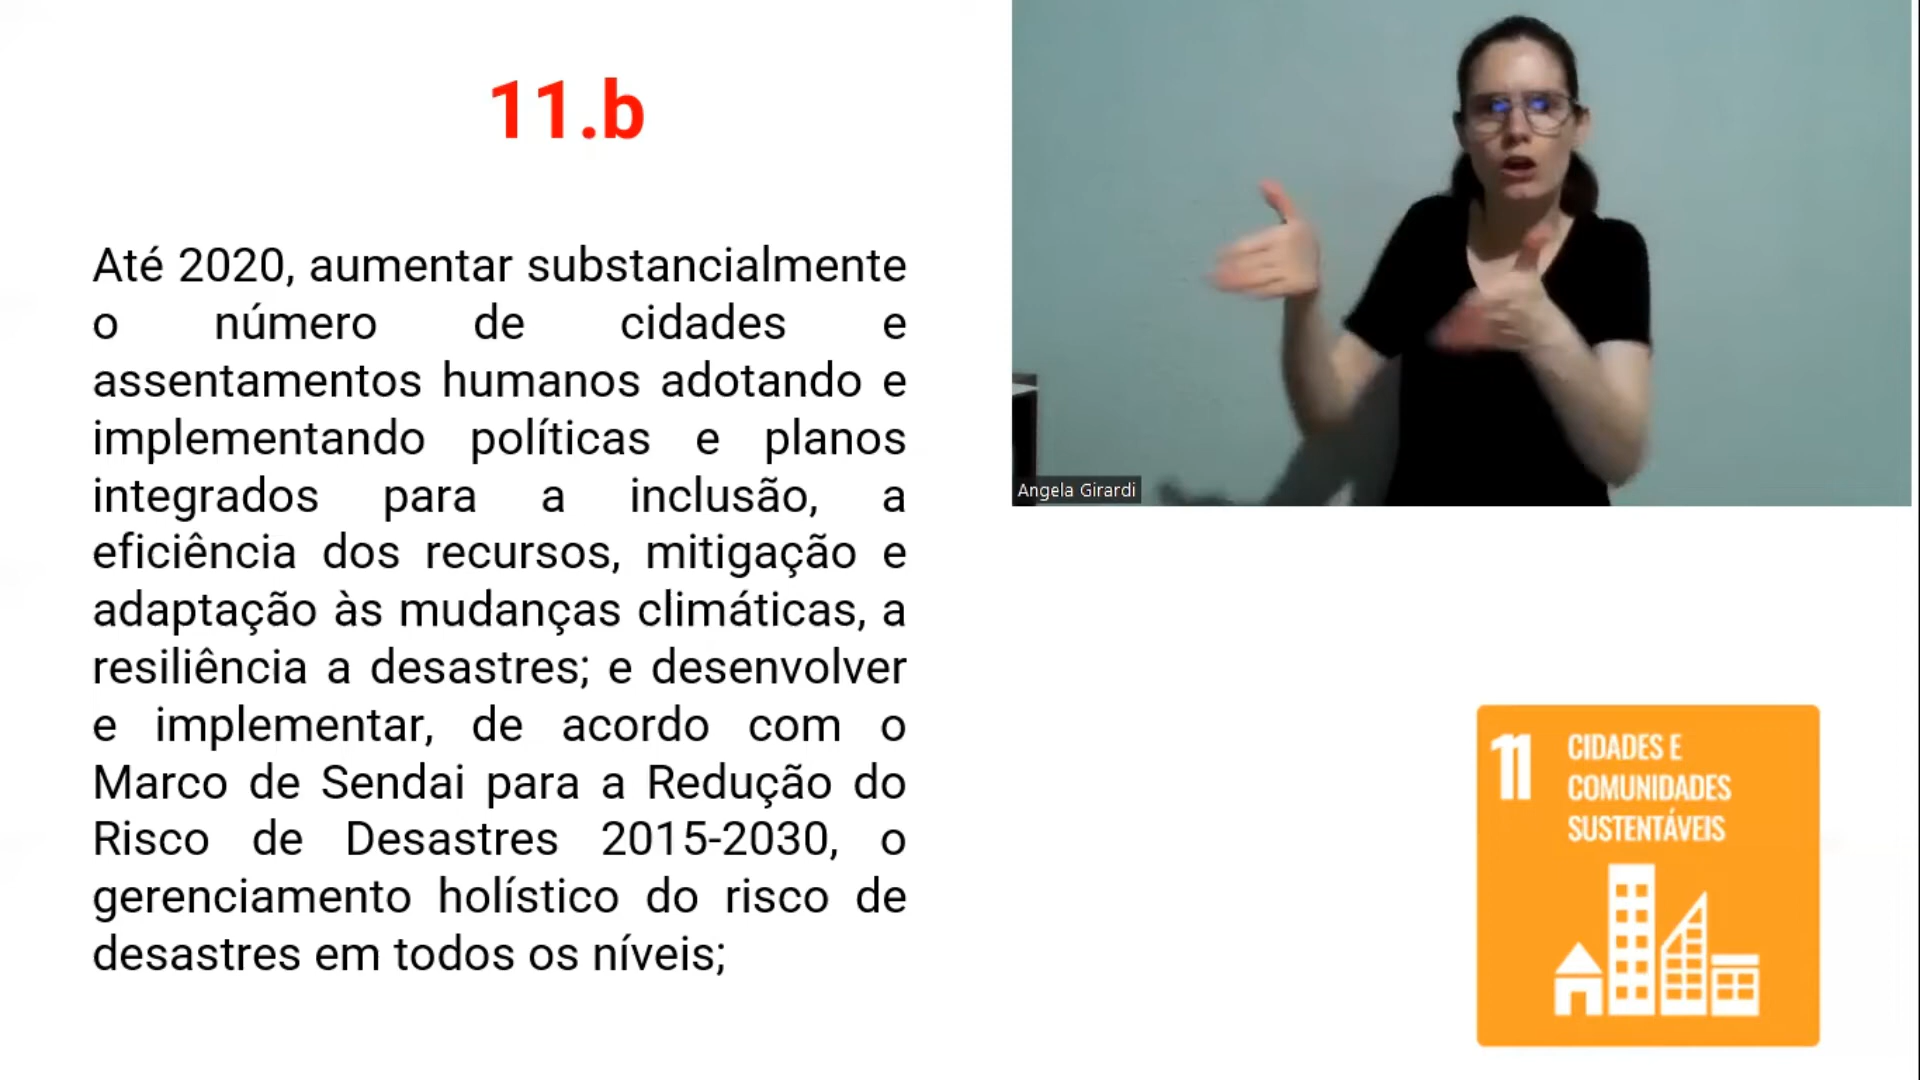 11.b
Até 2020, aumentar substancialmente
o número de cidades e
assentamentos humanos adotando e
implementando políticas e planos
integrados para a inclusão, a
eficiência dos recursos, mitigação e
adaptação às mudanças climáticas, a
resiliência a desastres; e desenvolver
e implementar, de acordo com o
Marco de Sendai para a Redução do
Risco de Desastres 2015-2030, o
gerenciamento holístico do risco de
desastres em todos os níveis;
Angela Girardi
11
CIDADES E
COMUNIDADES
SUSTENTÁVEIS